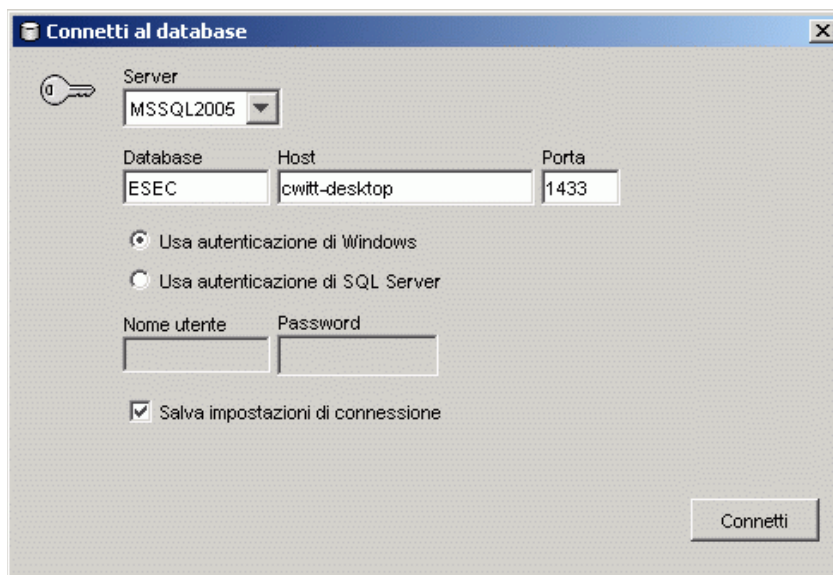 Connetti al database
Server
MSSQL2005
Database Host Porta
ESEC cwitt-desktop 1433
Usa autenticazione di Windows
Usa autenticazione di SQL Server
Nome utente Password
Salva impostazioni di connessione
Connetti